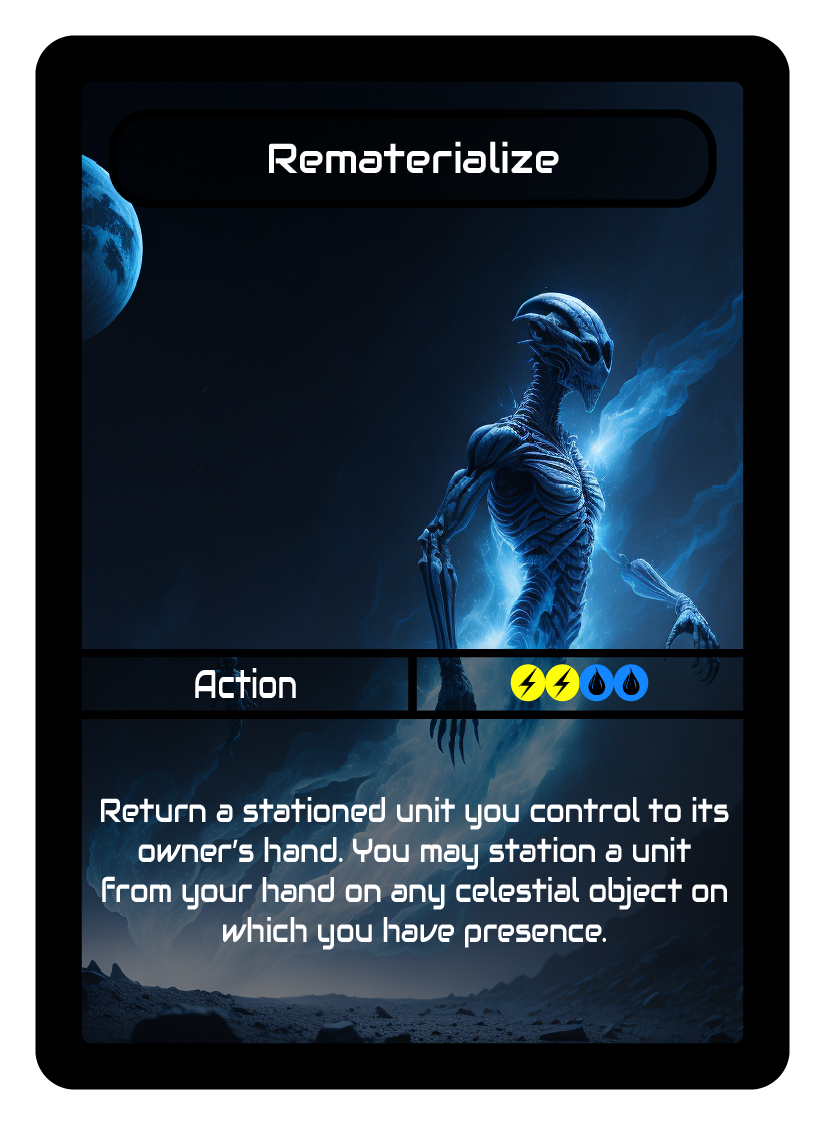 Rematerialize
Action
Return a stationed unit you control to its
owner's hand. You may station a unit
from your hand on any celestial object on
which you have presence.